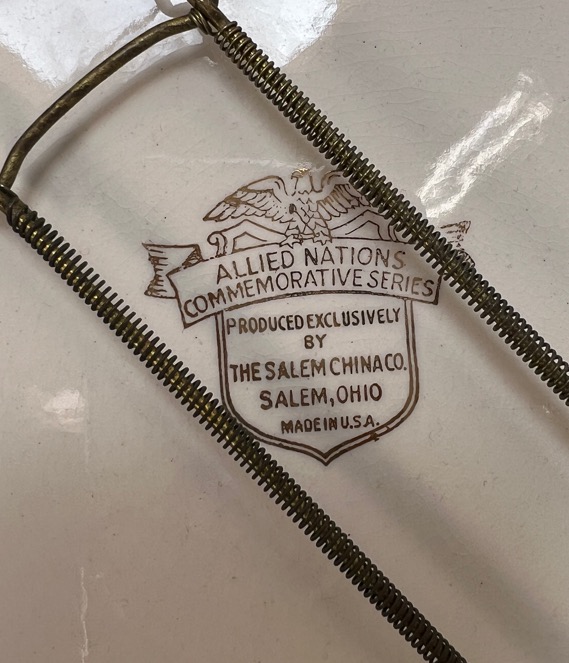 ALLIED NATIONS
COMMEMORATIVE SERIES
PRODUCED EXCLUSIVELY
BY
THE SALEM CHINA CO.
SALEM, OHIO
MADE IN U.S.A.